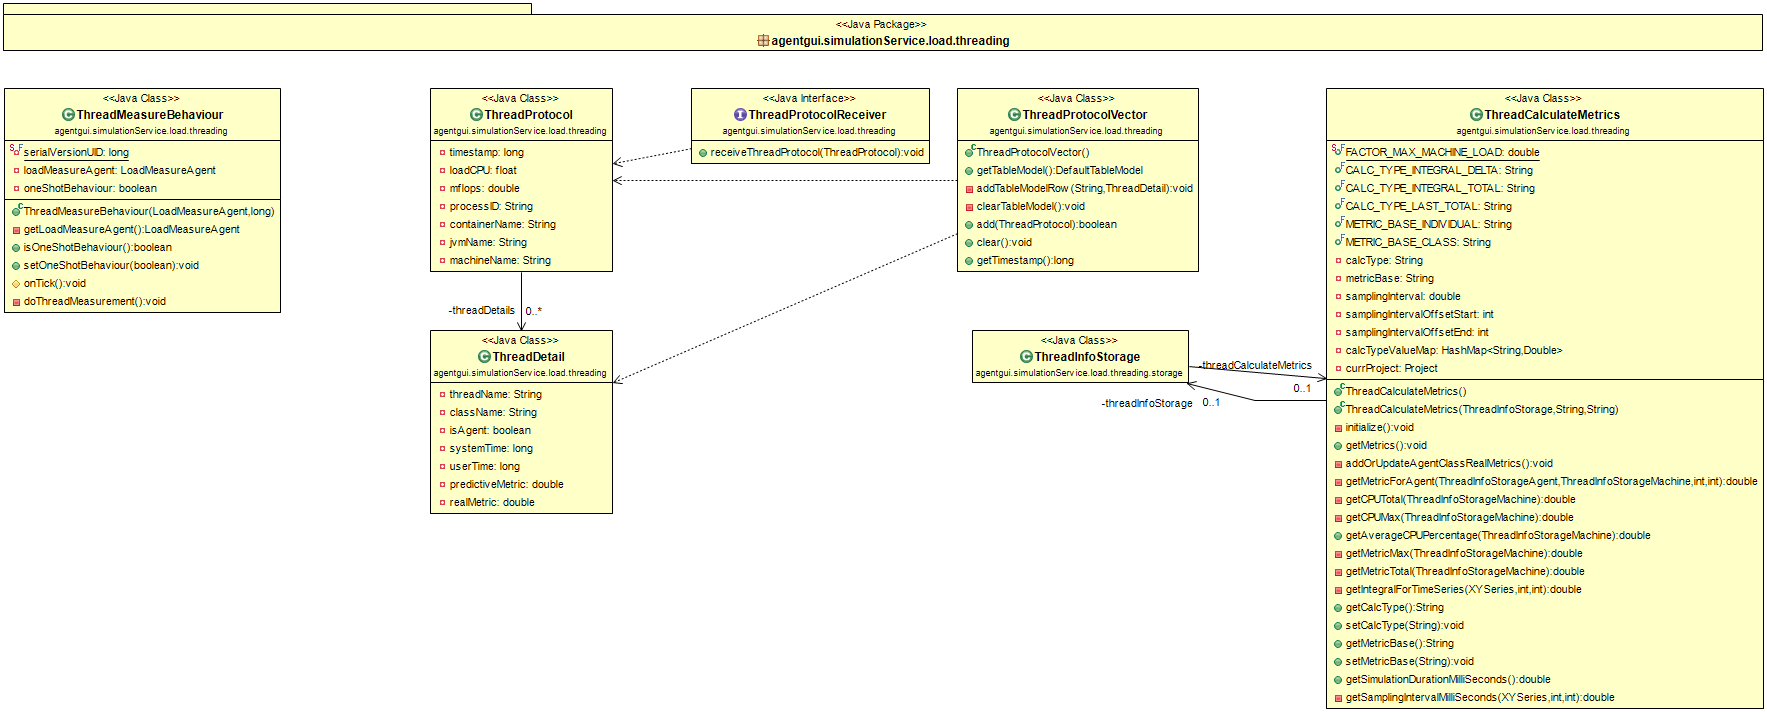 <<Java Package>>
agentgui.simulationService.load.threading
<<Java Class>>
ThreadMeasureBehaviour
agentgui.simulationService.load.threading
serialVersionUID: long
loadMeasureAgent: LoadMeasureAgent
oneShotBehaviour: boolean
ThreadMeasureBehaviour(LoadMeasureAgent,long)
getLoadMeasureAgent():LoadMeasureAgent
isOneShotBehaviour():boolean
setOneShotBehaviour(boolean):void
onTick():void
doThreadMeasurement():void
<<Java Class>>
ThreadProtocol
agentgui.simulationService.load.threading
timestamp: long
loadCPU: float
mflops: double
processID: String
containerName: String
jvmName: String
machineName: String
-threadDetails
0..*
<<Java Class>>
ThreadDetail
agentgui.simulationService.load.threading
threadName: String
className: String
isAgent: boolean
systemTime: long
userTime: long
predictiveMetric: double
realMetric: double
<<Java Interface>>
ThreadProtocolReceiver
agentgui.simulationService.load.threading
receiveThreadProtocol(ThreadProtocol):void
<<Java Class>>
ThreadProtocolVector
agentgui.simulationService.load.threading
ThreadProtocolVector()
getTableModel():DefaultTableModel
addTableModelRow(String,ThreadDetail):void
clearTableModel():void
add(ThreadProtocol):boolean
clear():void
getTimestamp():long
<<Java Class>>
ThreadInfoStorage
agentgui.simulationService.load.threading.storage
-threadCalculateMetrics
0..1
-threadInfoStorage
0..1
<<Java Class>>
ThreadCalculateMetrics
agentgui.simulationService.load.threading
FACTOR_MAX_MACHINE_LOAD: double
CALC_TYPE_INTEGRAL_DELTA: String
CALC_TYPE_INTEGRAL_TOTAL: String
CALC_TYPE_LAST_TOTAL: String
METRIC_BASE_INDIVIDUAL: String
METRIC_BASE_CLASS: String
calcType: String
metricBase: String
samplingInterval: double
samplingIntervalOffsetStart: int
samplingIntervalOffsetEnd: int
calcTypeValueMap: HashMap<String,Double>
currProject: Project
ThreadCalculateMetrics()
ThreadCalculateMetrics(ThreadInfoStorage,String,String)
initialize():void
getMetrics():void
addOrUpdateAgentClassRealMetrics():void
getMetricForAgent(ThreadInfoStorageAgent,ThreadInfoStorageMachine,int,int):double
getCPUTotal(ThreadInfoStorageMachine):double
getCPUMax(ThreadInfoStorageMachine):double
getAverageCPUPercentage(ThreadInfoStorageMachine):double
getMetricMax(ThreadInfoStorageMachine):double
getMetricTotal(ThreadInfoStorageMachine):double
getIntegralForTimeSeries(XYSeries,int,int):double
getCalcType():String
setCalcType(String):void
getMetricBase():String
setMetricBase(String):void
getSimulationDurationMilliSeconds():double
getSamplingIntervalMilliSeconds(XYSeries,int,int):double